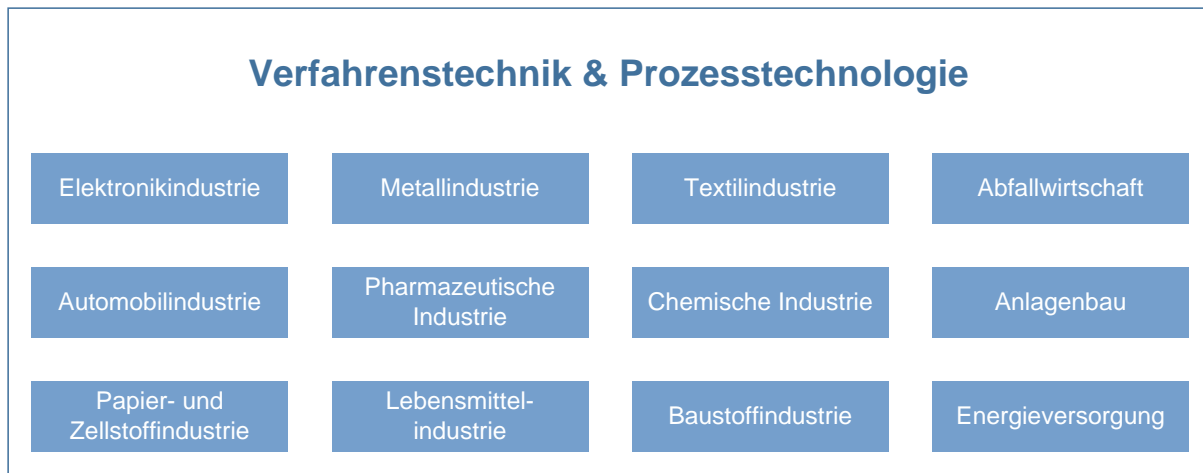 Verfahrenstechnik & Prozesstechnologie
Elektronikindustrie
Metallindustrie
Textilindustrie
Abfallwirtschaft
Automobilindustrie
Pharmazeutische
Industrie
Chemische Industrie
Anlagenbau
Papier- und
Zellstoffindustrie
Lebensmittel-
industrie
Baustoffindustrie
Energieversorgung